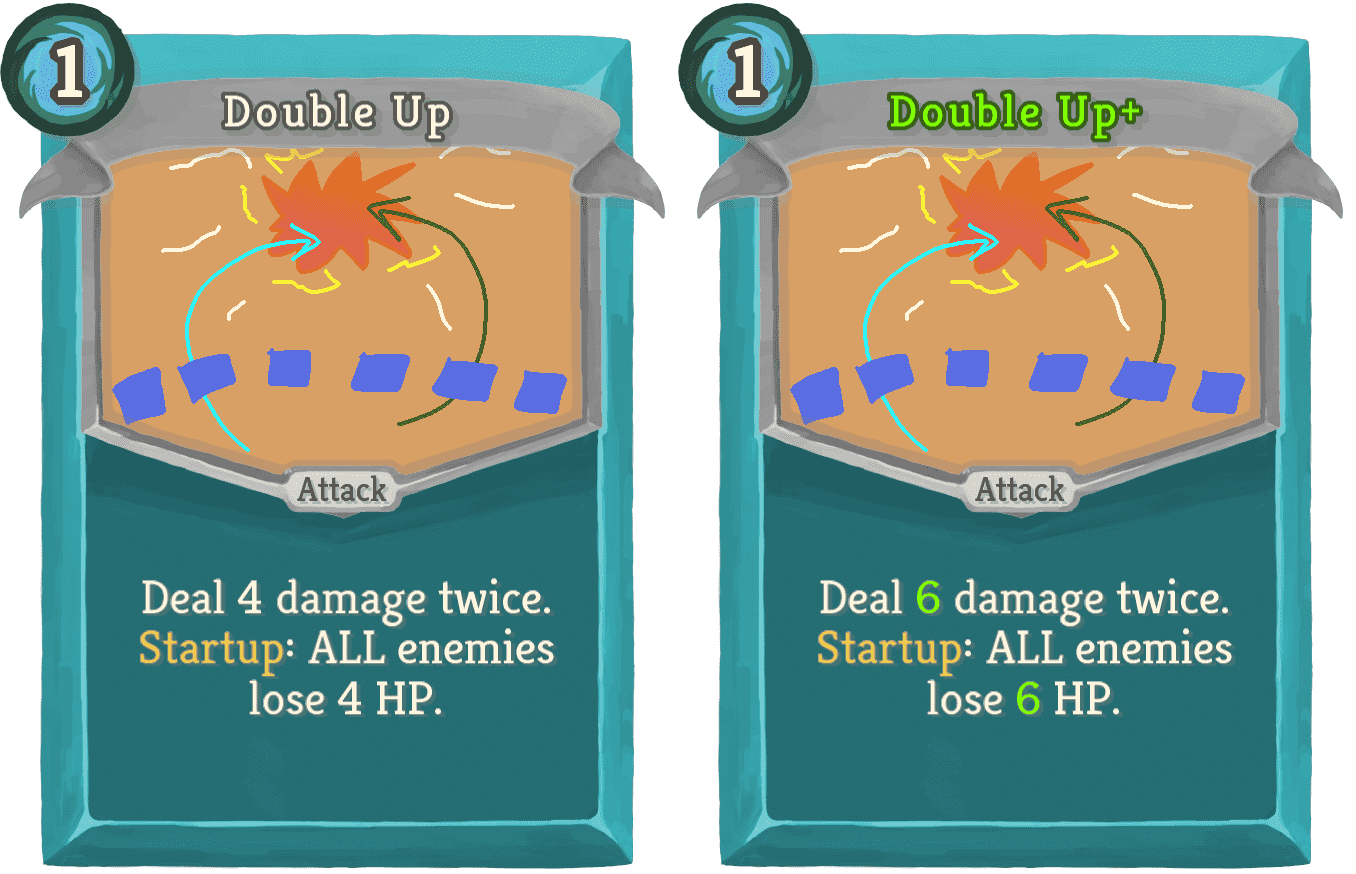 1
Double Up
Attack
Deal 4 damage twice.
Startup: ALL enemies
lose 4 HP.
1
Double Up+
Attack
Deal 6 damage twice.
Startup: ALL enemies
lose 6 HP.